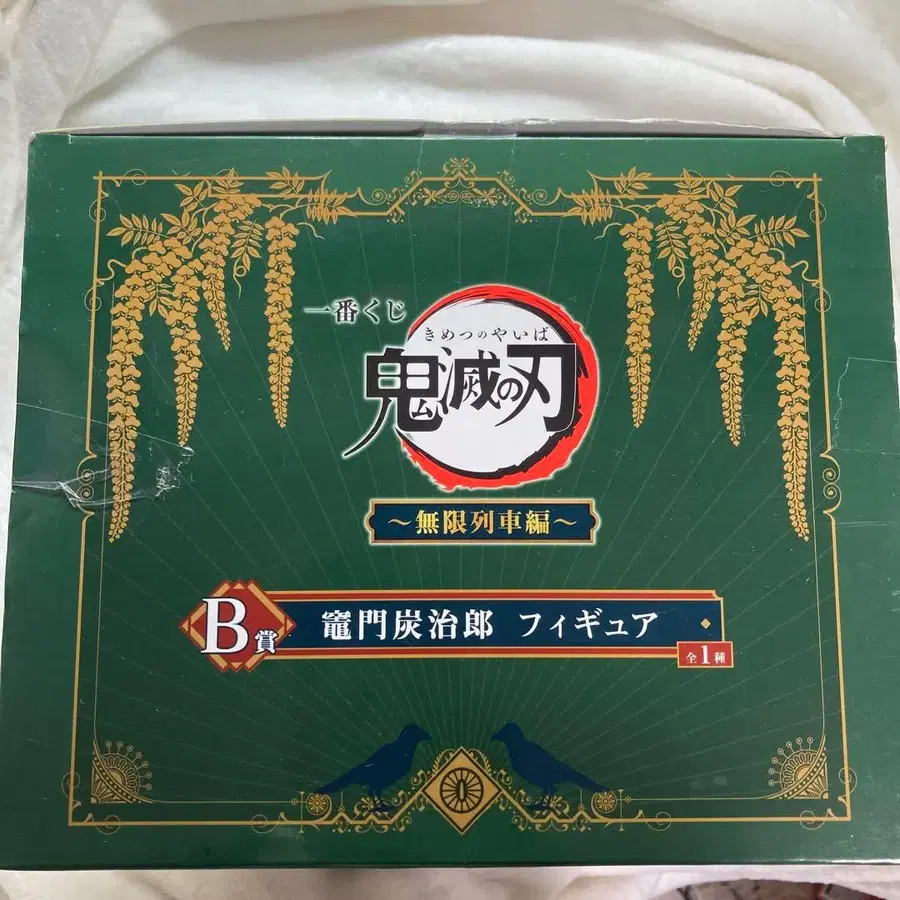 一番くじ
きめつのやいば
鬼滅の刃
～無限列車編～
B賞 竈門炭治郎 フィギュア
全1種